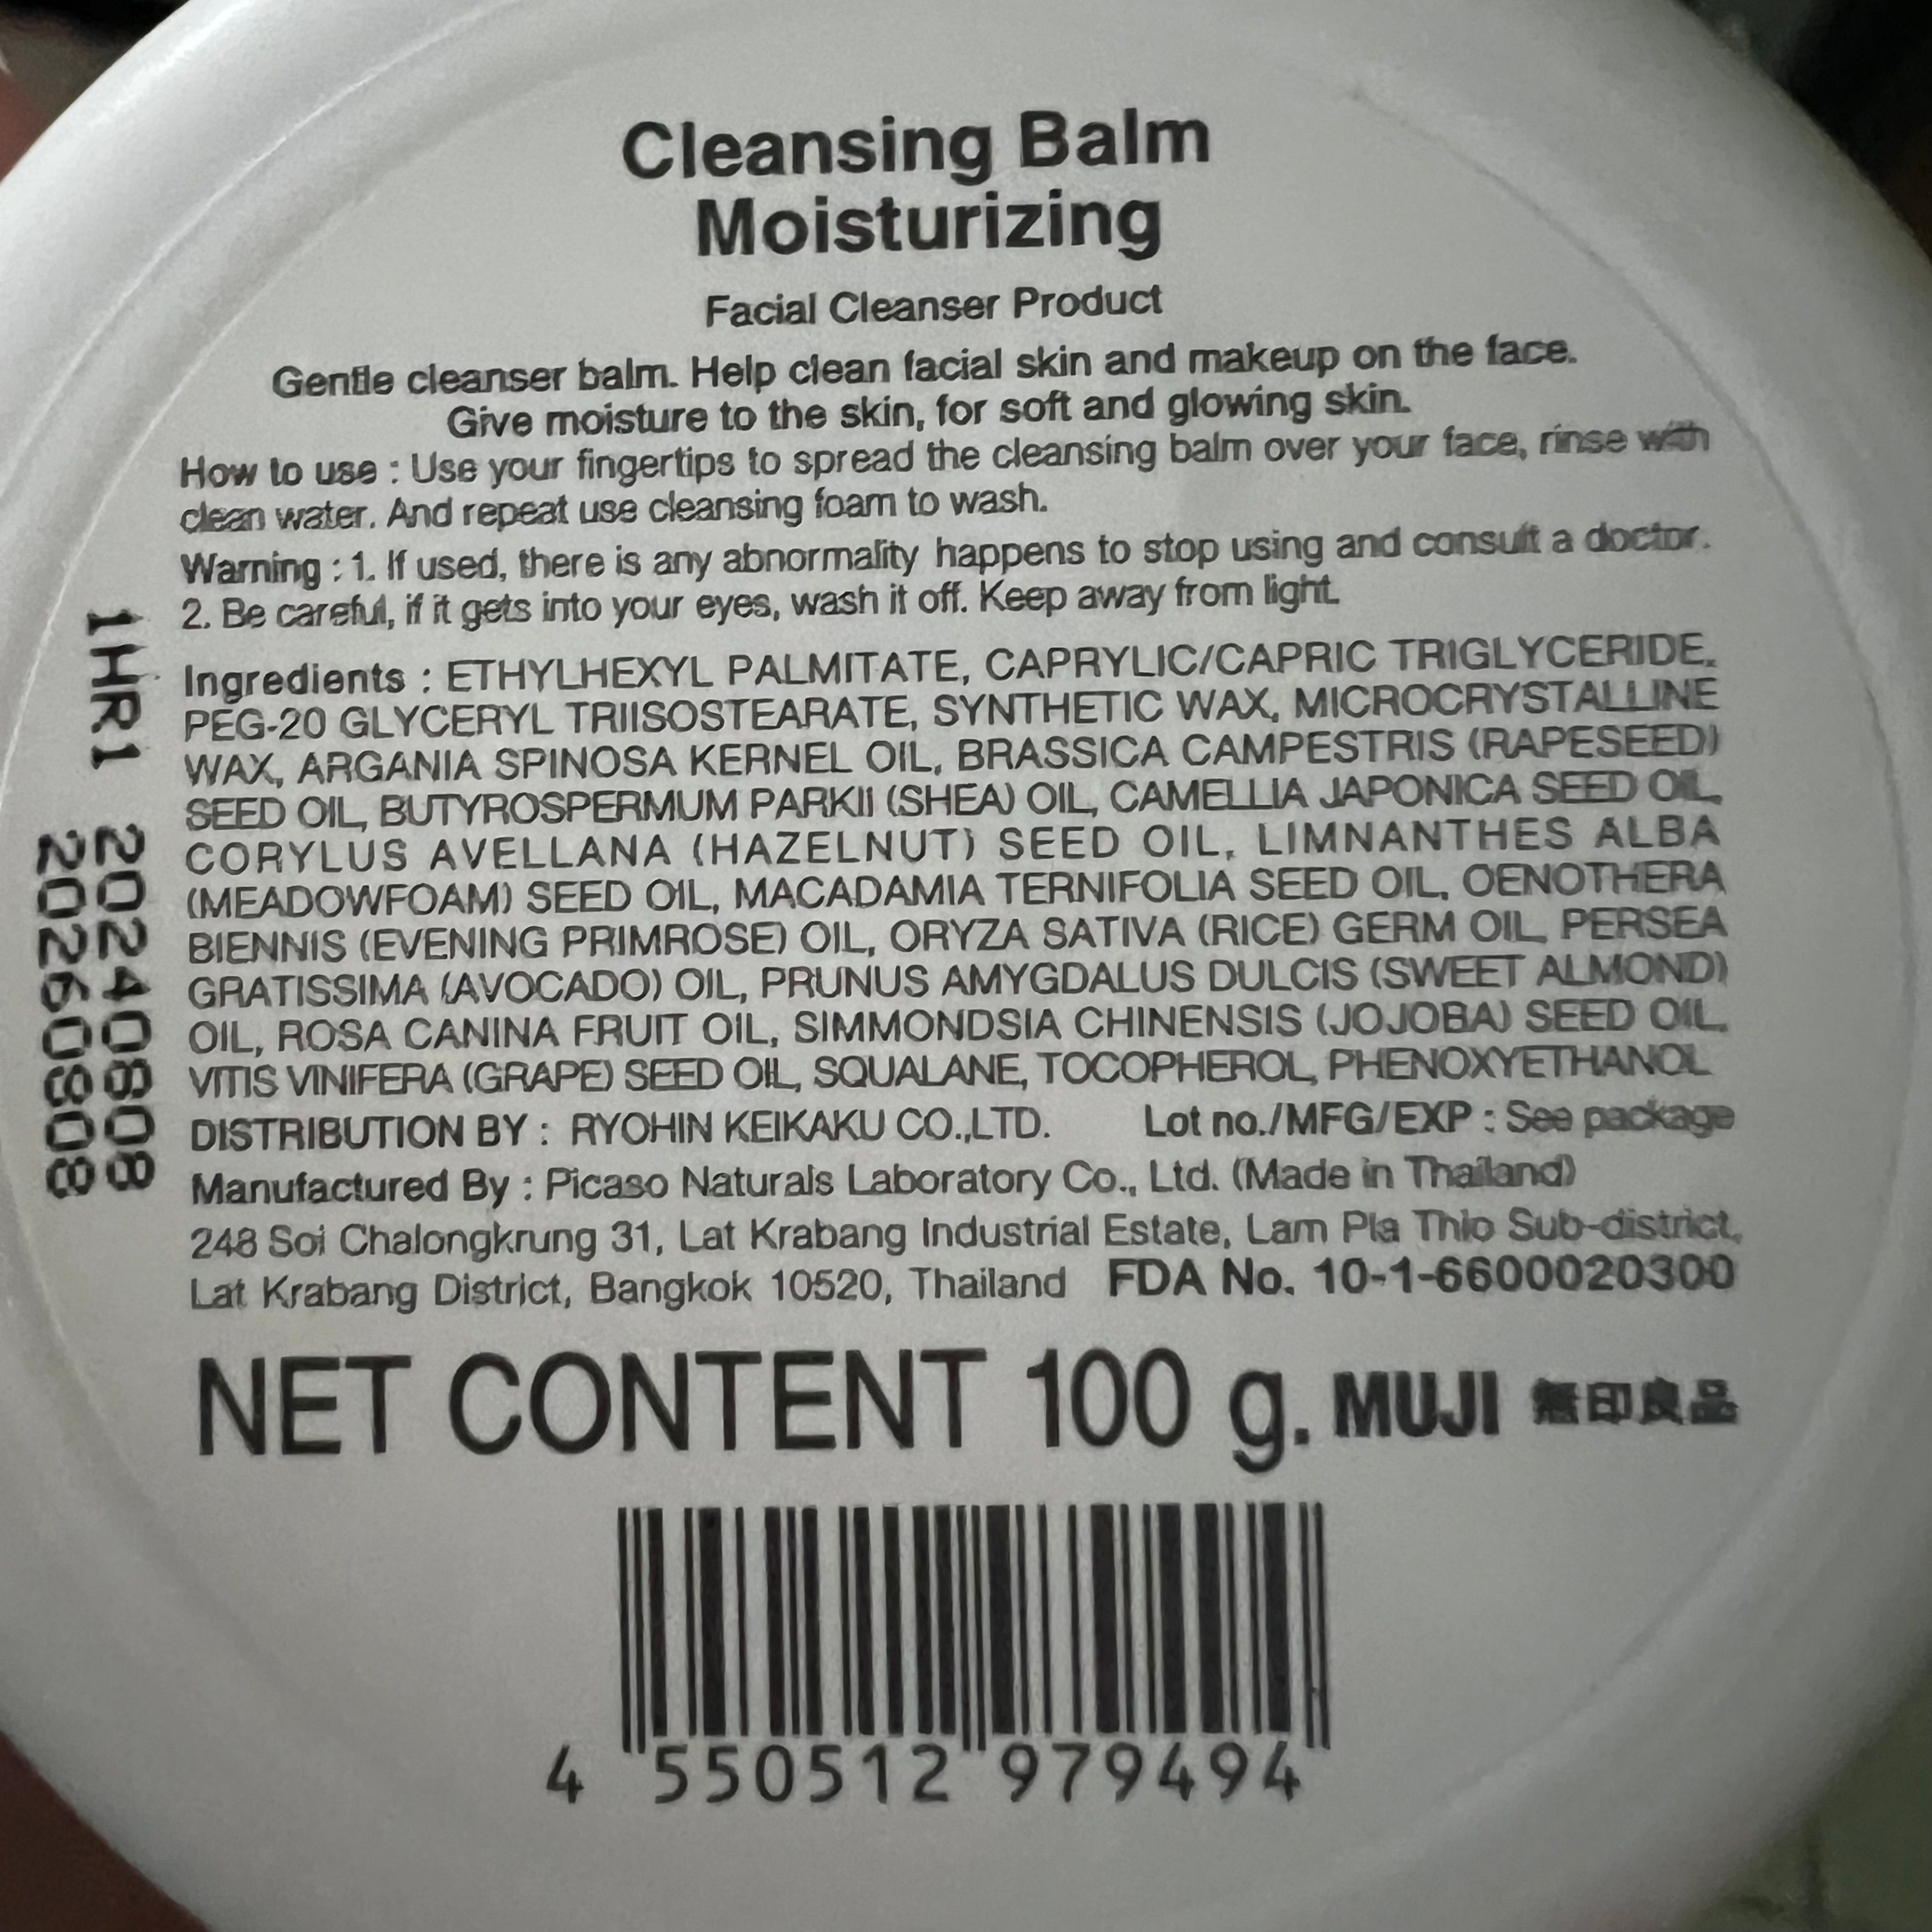 Cleansing Balm
Moisturizing
Facial Cleanser Product
Gentle cleanser balm. Help clean facial skin and makeup on the face.
Give moisture to the skin, for soft and glowing skin.
How to use : Use your fingertips to spread the cleansing balm over your face, rinse with
clean water. And repeat use cleansing foam to wash.
Warning : 1. If used, there is any abnormality happens to stop using and consult a doctor.
2. Be careful, if it gets into your eyes, wash it off. Keep away from light.
Ingredients : ETHYLHEXYL PALMITATE, CAPRYLIC/CAPRIC TRIGLYCERIDE,
PEG-20 GLYCERYL TRIISOSTEARATE, SYNTHETIC WAX, MICROCRYSTALLINE
WAX, ARGANIA SPINOSA KERNEL OIL, BRASSICA CAMPESTRIS (RAPESEED)
SEED OIL, BUTYROSPERMUM PARKII (SHEA) OIL, CAMELLIA JAPONICA SEED OIL,
CORYLUS AVELLANA (HAZELNUT) SEED OIL, LIMNANTHES ALBA
(MEADOWFOAM) SEED OIL, MACADAMIA TERNIFOLIA SEED OIL, OENOTHERA
BIENNIS (EVENING PRIMROSE) OIL, ORYZA SATIVA (RICE) GERM OIL, PERSEA
GRATISSIMA (AVOCADO) OIL, PRUNUS AMYGDALUS DULCIS (SWEET ALMOND)
OIL, ROSA CANINA FRUIT OIL, SIMMONDSIA CHINENSIS (JOJOBA) SEED OIL,
VITIS VINIFERA (GRAPE) SEED OIL, SQUALANE, TOCOPHEROL, PHENOXYETHANOL
DISTRIBUTION BY : RYOHIN KEIKAKU CO.,LTD. Lot no./MFG/EXP : See package
Manufactured By : Picaso Naturals Laboratory Co., Ltd. (Made in Thailand)
248 Soi Chalongkrung 31, Lat Krabang Industrial Estate, Lam Pla Thio Sub-district,
Lat Krabang District, Bangkok 10520, Thailand FDA No. 10-1-6600020300
NET CONTENT 100 g. MUJI 無印良品
4 550512 979494
1HR1 20240808
20260808